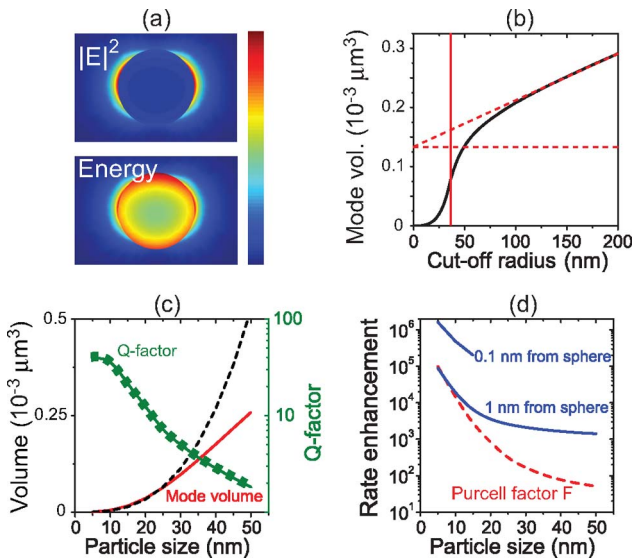 (a)
|E|²
Energy
(b)
Mode vol. (10⁻³ μm³)
0.3
0.2
0.1
0
0 50 100 150 200
Cut-off radius (nm)
(c)
Volume (10⁻³ μm³)
0.5
0.25
0
Q-factor
Mode volume
100
10
Q-factor
0 10 20 30 40 50
Particle size (nm)
(d)
Rate enhancement
10⁶
10⁵
10⁴
10³
10²
10¹
0.1 nm from sphere
1 nm from sphere
Purcell factor F
0 10 20 30 40 50
Particle size (nm)